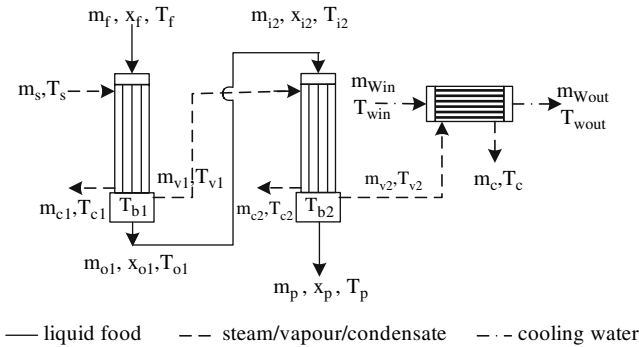 m_f, x_f, T_f
m_i2, x_i2, T_i2
m_s,T_s
m_Win
T_win
m_Wout
T_wout
m_v1,T_v1
m_v2,T_v2
m_c,T_c
m_c1,T_c1
T_b1
m_c2,T_c2
T_b2
m_o1, x_o1,T_o1
m_p , x_p , T_p
liquid food
steam/vapour/condensate
cooling water